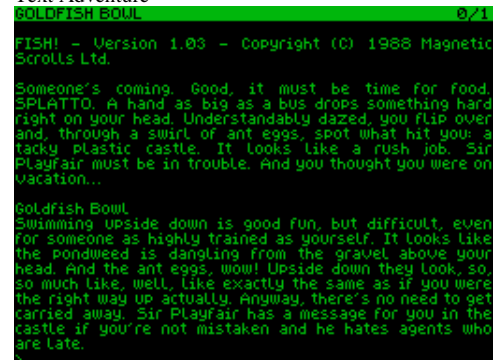 Text Adventure
GOLDFISH BOWL 0/1
FISH! - Version 1.03 - Copyright (C) 1988 Magnetic
Scrolls Ltd.
Someone's coming. Good, it must be time for food.
SPLATTO. A hand as big as a bus drops something hard
right on your head. Understandably dazed, you flip over
and, through a swirl of ant eggs, spot what hit you: a
tacky plastic castle. It looks like a rush job. Sir
Playfair must be in trouble. And you thought you were on
vacation...
Goldfish Bowl
Swimming upside down is good fun, but difficult, even
for someone as highly trained as yourself. It looks like
the pondweed is dangling from the gravel above your
head. And the ant eggs, wow! Upside down they look, so,
so much like, well, like exactly the same as if you were
the right way up actually. Anyway, there's no need to get
carried away. Sir Playfair has a message for you in the
castle if you're not mistaken and he hates agents who
are late.